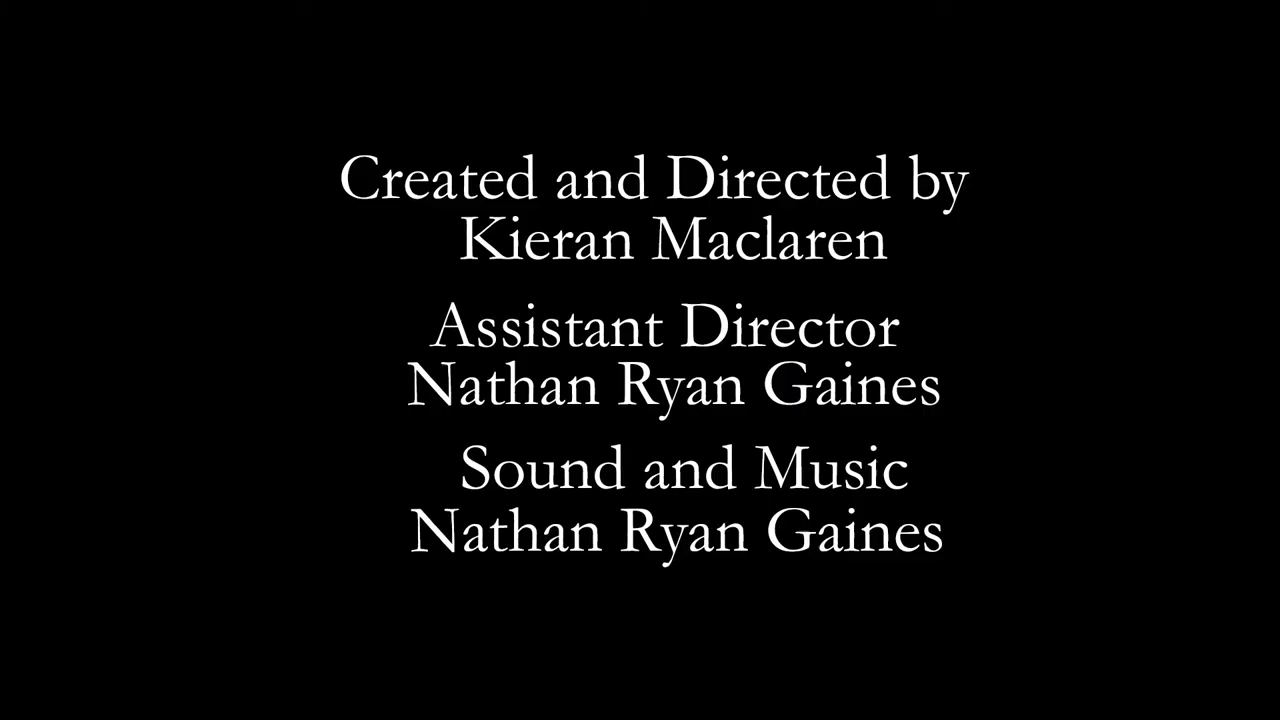 Created and Directed by
Kieran Maclaren
Assistant Director
Nathan Ryan Gaines
Sound and Music
Nathan Ryan Gaines